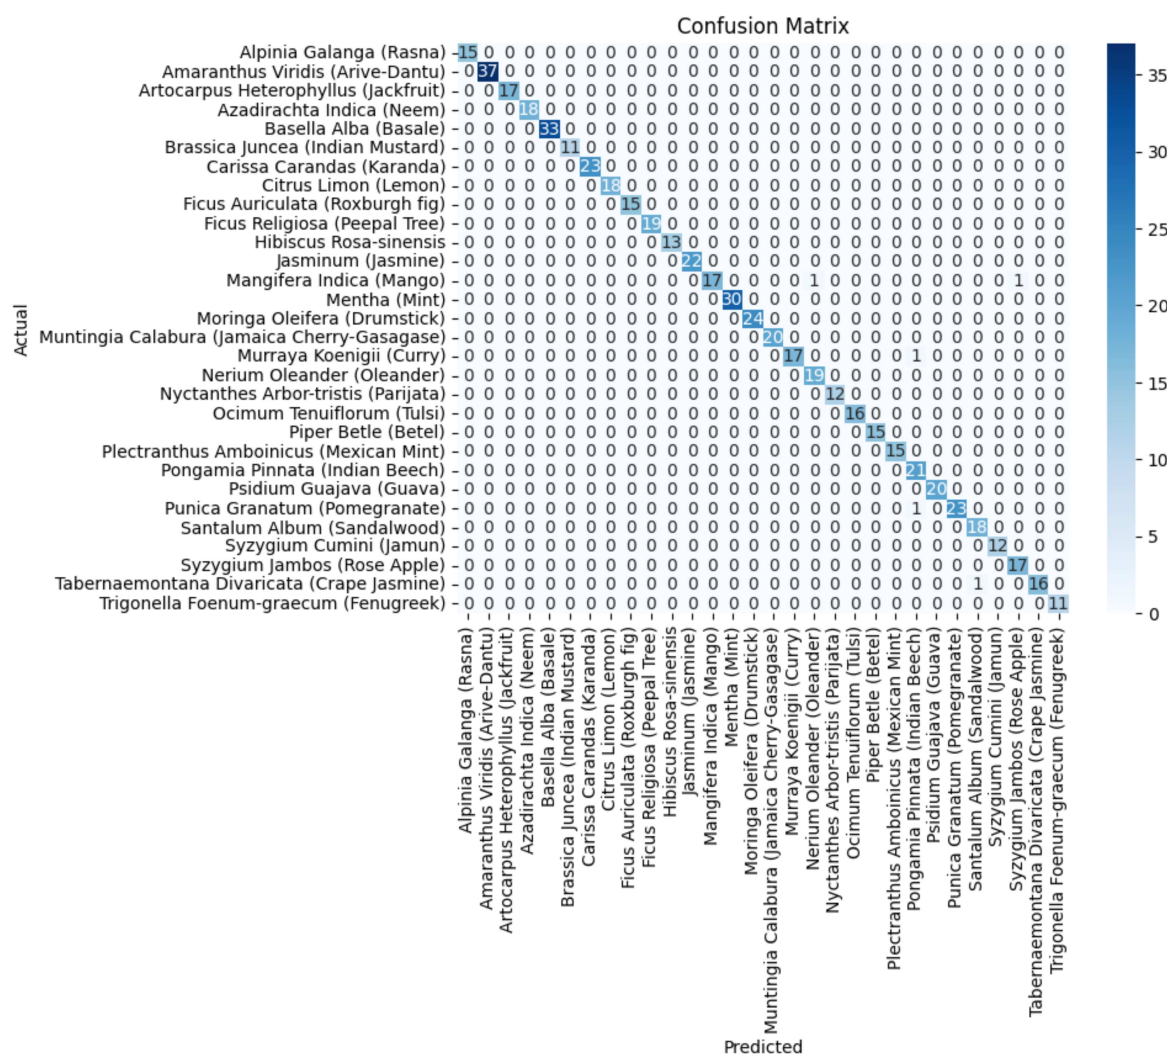 Confusion Matrix
Alpinia Galanga (Rasna) 15 0 0 0 0 0 0 0 0 0 0 0 0 0 0 0 0 0 0 0 0 0 0 0 0 0 0 0 0 0
Amaranthus Viridis (Arive-Dantu) 0 37 0 0 0 0 0 0 0 0 0 0 0 0 0 0 0 0 0 0 0 0 0 0 0 0 0 0 0 0
Artocarpus Heterophyllus (Jackfruit) 0 0 17 0 0 0 0 0 0 0 0 0 0 0 0 0 0 0 0 0 0 0 0 0 0 0 0 0 0 0
Azadirachta Indica (Neem) 0 0 0 18 0 0 0 0 0 0 0 0 0 0 0 0 0 0 0 0 0 0 0 0 0 0 0 0 0 0
Basella Alba (Basale) 0 0 0 0 33 0 0 0 0 0 0 0 0 0 0 0 0 0 0 0 0 0 0 0 0 0 0 0 0 0
Brassica Juncea (Indian Mustard) 0 0 0 0 0 11 0 0 0 0 0 0 0 0 0 0 0 0 0 0 0 0 0 0 0 0 0 0 0 0
Carissa Carandas (Karanda) 0 0 0 0 0 0 23 0 0 0 0 0 0 0 0 0 0 0 0 0 0 0 0 0 0 0 0 0 0 0
Citrus Limon (Lemon) 0 0 0 0 0 0 0 18 0 0 0 0 0 0 0 0 0 0 0 0 0 0 0 0 0 0 0 0 0 0
Ficus Auriculata (Roxburgh fig) 0 0 0 0 0 0 0 0 15 0 0 0 0 0 0 0 0 0 0 0 0 0 0 0 0 0 0 0 0 0
Ficus Religiosa (Peepal Tree) 0 0 0 0 0 0 0 0 0 19 0 0 0 0 0 0 0 0 0 0 0 0 0 0 0 0 0 0 0 0
Hibiscus Rosa-sinensis 0 0 0 0 0 0 0 0 0 0 13 0 0 0 0 0 0 0 0 0 0 0 0 0 0 0 0 0 0 0
Jasminum (Jasmine) 0 0 0 0 0 0 0 0 0 0 0 22 0 0 0 0 0 0 0 0 0 0 0 0 0 0 0 0 0 0
Mangifera Indica (Mango) 0 0 0 0 0 0 0 0 0 0 0 0 17 0 0 0 0 1 0 0 0 0 0 0 0 0 0 1 0 0
Mentha (Mint) 0 0 0 0 0 0 0 0 0 0 0 0 0 30 0 0 0 0 0 0 0 0 0 0 0 0 0 0 0 0
Moringa Oleifera (Drumstick) 0 0 0 0 0 0 0 0 0 0 0 0 0 0 24 0 0 0 0 0 0 0 0 0 0 0 0 0 0 0
Muntingia Calabura (Jamaica Cherry-Gasagase) 0 0 0 0 0 0 0 0 0 0 0 0 0 0 0 20 0 0 0 0 0 0 0 0 0 0 0 0 0 0
Murraya Koenigii (Curry) 0 0 0 0 0 0 0 0 0 0 0 0 0 0 0 0 17 0 0 0 0 0 1 0 0 0 0 0 0 0
Nerium Oleander (Oleander) 0 0 0 0 0 0 0 0 0 0 0 0 0 0 0 0 0 19 0 0 0 0 0 0 0 0 0 0 0 0
Nyctanthes Arbor-tristis (Parijata) 0 0 0 0 0 0 0 0 0 0 0 0 0 0 0 0 0 0 12 0 0 0 0 0 0 0 0 0 0 0
Ocimum Tenuiflorum (Tulsi) 0 0 0 0 0 0 0 0 0 0 0 0 0 0 0 0 0 0 0 16 0 0 0 0 0 0 0 0 0 0
Piper Betle (Betel) 0 0 0 0 0 0 0 0 0 0 0 0 0 0 0 0 0 0 0 0 15 0 0 0 0 0 0 0 0 0
Plectranthus Amboinicus (Mexican Mint) 0 0 0 0 0 0 0 0 0 0 0 0 0 0 0 0 0 0 0 0 0 15 0 0 0 0 0 0 0 0
Pongamia Pinnata (Indian Beech) 0 0 0 0 0 0 0 0 0 0 0 0 0 0 0 0 0 0 0 0 0 0 21 0 0 0 0 0 0 0
Psidium Guajava (Guava) 0 0 0 0 0 0 0 0 0 0 0 0 0 0 0 0 0 0 0 0 0 0 0 20 0 0 0 0 0 0
Punica Granatum (Pomegranate) 0 0 0 0 0 0 0 0 0 0 0 0 0 0 0 0 0 0 0 0 0 0 1 0 23 0 0 0 0 0
Santalum Album (Sandalwood) 0 0 0 0 0 0 0 0 0 0 0 0 0 0 0 0 0 0 0 0 0 0 0 0 0 18 0 0 0 0
Syzygium Cumini (Jamun) 0 0 0 0 0 0 0 0 0 0 0 0 0 0 0 0 0 0 0 0 0 0 0 0 0 0 12 0 0 0
Syzygium Jambos (Rose Apple) 0 0 0 0 0 0 0 0 0 0 0 0 0 0 0 0 0 0 0 0 0 0 0 0 0 0 0 17 0 0
Tabernaemontana Divaricata (Crape Jasmine) 0 0 0 0 0 0 0 0 0 0 0 0 0 0 0 0 0 0 0 0 0 0 0 0 0 1 0 0 16 0
Trigonella Foenum-graecum (Fenugreek) 0 0 0 0 0 0 0 0 0 0 0 0 0 0 0 0 0 0 0 0 0 0 0 0 0 0 0 0 0 11
Actual
Alpinia Galanga (Rasna)
Amaranthus Viridis (Arive-Dantu)
Artocarpus Heterophyllus (Jackfruit)
Azadirachta Indica (Neem)
Basella Alba (Basale)
Brassica Juncea (Indian Mustard)
Carissa Carandas (Karanda)
Citrus Limon (Lemon)
Ficus Auriculata (Roxburgh fig)
Ficus Religiosa (Peepal Tree)
Hibiscus Rosa-sinensis
Jasminum (Jasmine)
Mangifera Indica (Mango)
Mentha (Mint)
Moringa Oleifera (Drumstick)
Muntingia Calabura (Jamaica Cherry-Gasagase)
Murraya Koenigii (Curry)
Nerium Oleander (Oleander)
Nyctanthes Arbor-tristis (Parijata)
Ocimum Tenuiflorum (Tulsi)
Piper Betle (Betel)
Plectranthus Amboinicus (Mexican Mint)
Pongamia Pinnata (Indian Beech)
Psidium Guajava (Guava)
Punica Granatum (Pomegranate)
Santalum Album (Sandalwood)
Syzygium Cumini (Jamun)
Syzygium Jambos (Rose Apple)
Tabernaemontana Divaricata (Crape Jasmine)
Trigonella Foenum-graecum (Fenugreek)
Predicted
35
30
25
20
15
10
5
0